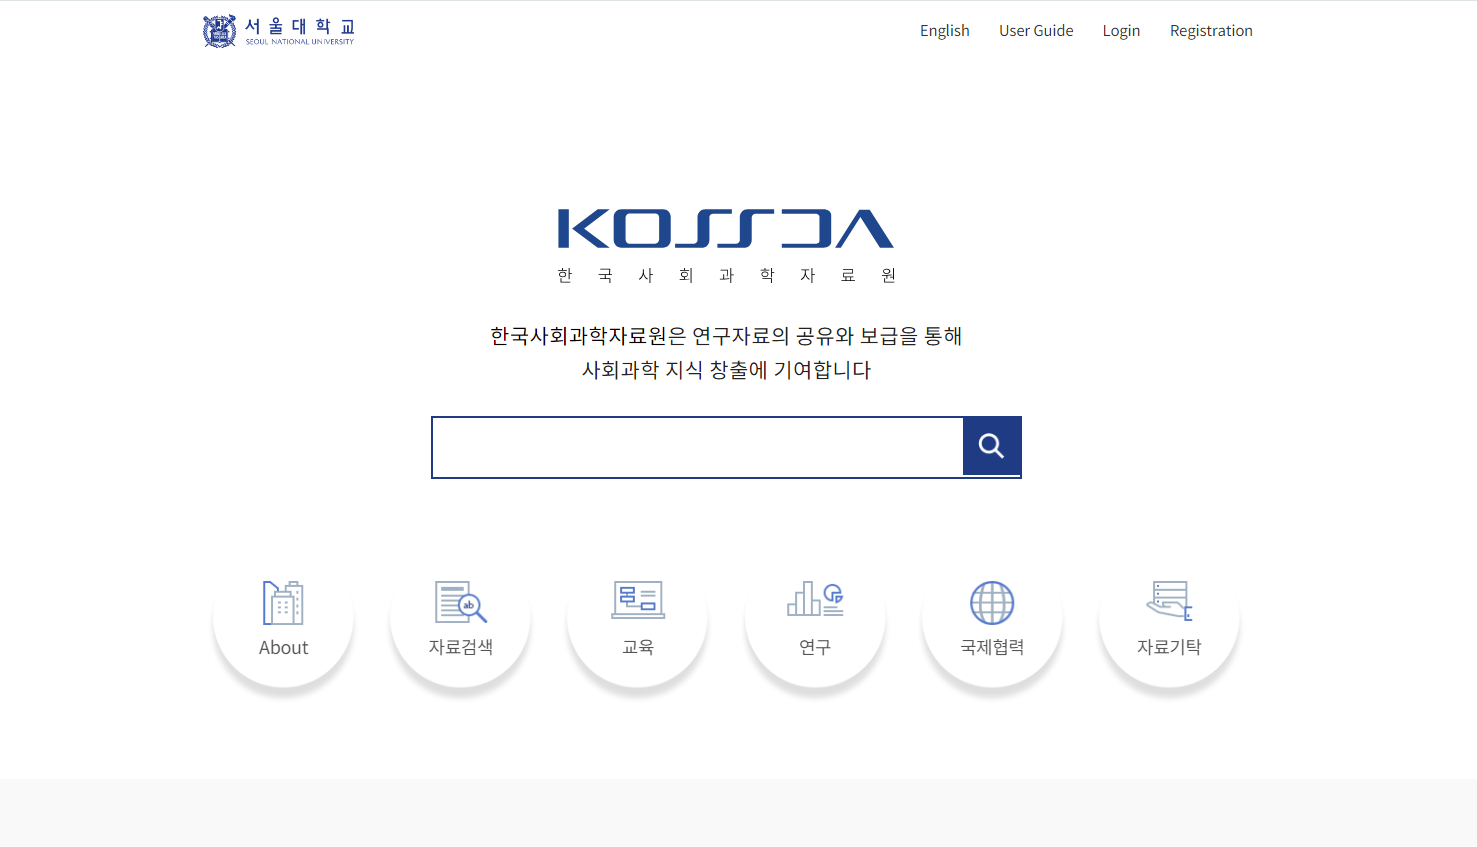 서울대학교
SEOUL NATIONAL UNIVERSITY
English User Guide Login Registration
KOSSDA
한국사회과학자료원
한국사회과학자료원은 연구자료의 공유와 보급을 통해
사회과학 지식 창출에 기여합니다
ab
About 자료검색 교육 연구 국제협력 자료기탁